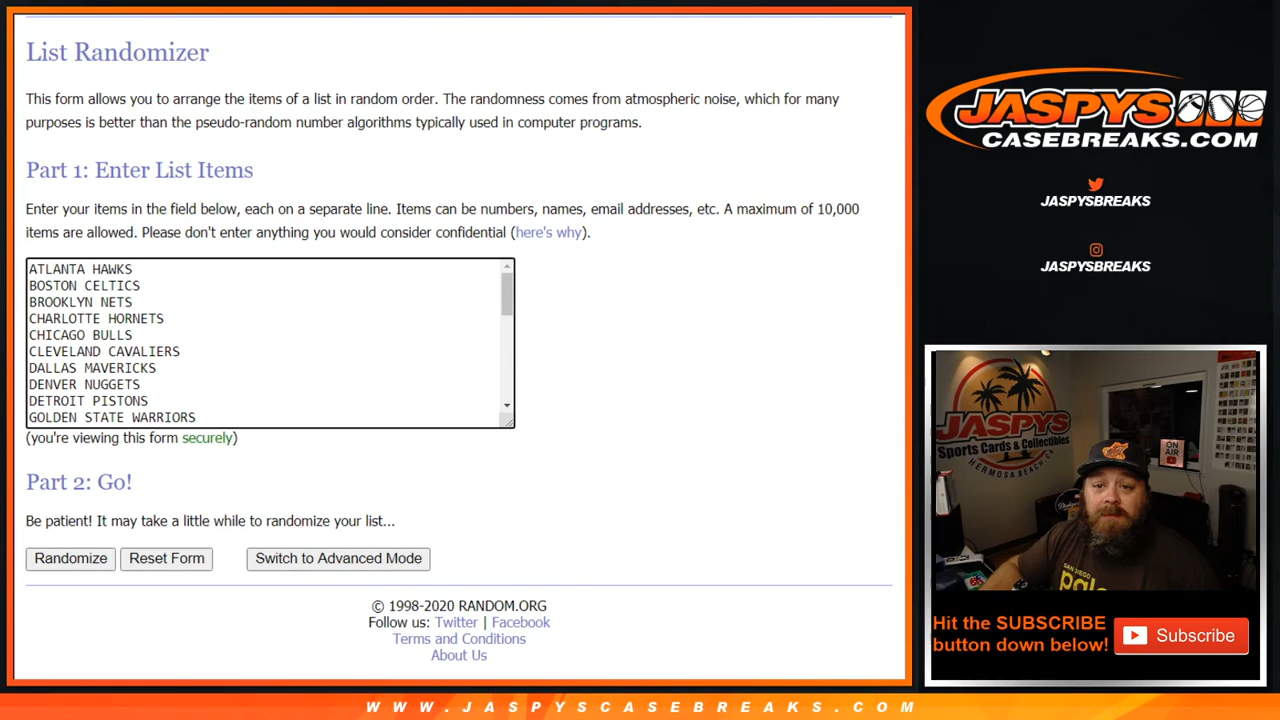 List Randomizer
This form allows you to arrange the items of a list in random order. The randomness comes from atmospheric noise, which for many
purposes is better than the pseudo-random number algorithms typically used in computer programs.
Part 1: Enter List Items
Enter your items in the field below, each on a separate line. Items can be numbers, names, email addresses, etc. A maximum of 10,000
items are allowed. Please don't enter anything you would consider confidential (here's why).
ATLANTA HAWKS
BOSTON CELTICS
BROOKLYN NETS
CHARLOTTE HORNETS
CHICAGO BULLS
CLEVELAND CAVALIERS
DALLAS MAVERICKS
DENVER NUGGETS
DETROIT PISTONS
GOLDEN STATE WARRIORS
(you're viewing this form securely)
Part 2: Go!
Be patient! It may take a little while to randomize your list...
Randomize Reset Form Switch to Advanced Mode
© 1998-2020 RANDOM.ORG
Follow us: Twitter | Facebook
Terms and Conditions
About Us
JASPYS
CASEBREAKS.COM
JASPYSBREAKS
JASPYSBREAKS
JASPYS
Sports Cards & Collectibles
HERMOSA BEACH, CA
ON
AIR
Dodgers
SAN DIEGO
Hit the SUBSCRIBE
button down below!
Subscribe
WWW.JASPYSCASEBREAKS.COM